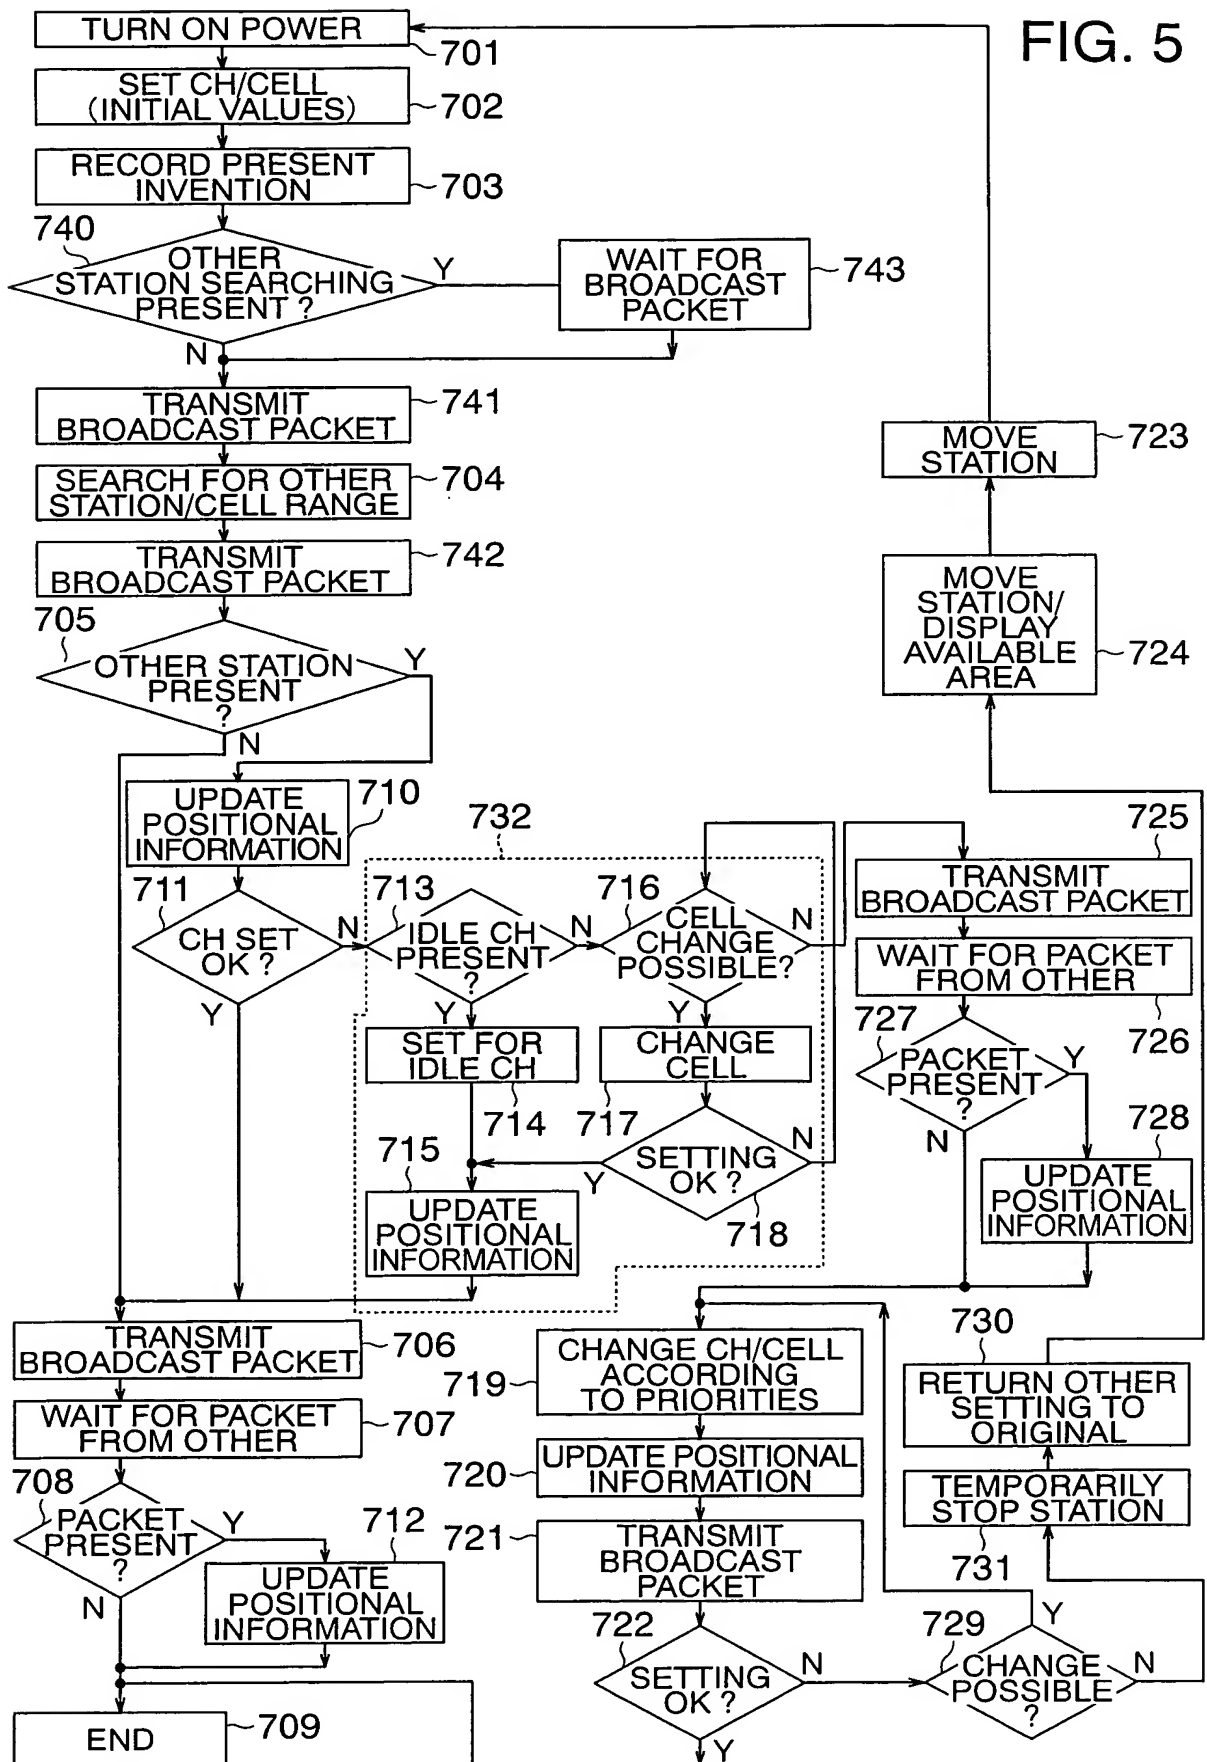 FIG. 5
TURN ON POWER
701
SET CH/CELL
(INITIAL VALUES)
702
RECORD PRESENT
INVENTION
703
740
OTHER
STATION SEARCHING
PRESENT ?
Y
N
WAIT FOR
BROADCAST
PACKET
743
TRANSMIT
BROADCAST PACKET
741
SEARCH FOR OTHER
STATION/CELL RANGE
704
TRANSMIT
BROADCAST PACKET
742
705
OTHER STATION
PRESENT
?
Y
N
MOVE
STATION
723
MOVE
STATION/
DISPLAY
AVAILABLE
AREA
724
UPDATE
POSITIONAL
INFORMATION
710
711
CH SET
OK ?
N
Y
732
713
IDLE CH
PRESENT
?
N
Y
716
CELL
CHANGE
POSSIBLE?
N
Y
SET FOR
IDLE CH
714
CHANGE
CELL
717
SETTING
OK ?
N
Y
718
715
UPDATE
POSITIONAL
INFORMATION
725
TRANSMIT
BROADCAST PACKET
WAIT FOR PACKET
FROM OTHER
726
727
PACKET
PRESENT
?
Y
N
728
UPDATE
POSITIONAL
INFORMATION
TRANSMIT
BROADCAST PACKET
706
WAIT FOR PACKET
FROM OTHER
707
708
PACKET
PRESENT
?
Y
N
712
UPDATE
POSITIONAL
INFORMATION
END
709
CHANGE CH/CELL
ACCORDING
TO PRIORITIES
719
UPDATE POSITIONAL
INFORMATION
720
TRANSMIT
BROADCAST
PACKET
721
722
SETTING
OK ?
N
Y
729
CHANGE
POSSIBLE
?
Y
N
730
RETURN OTHER
SETTING TO
ORIGINAL
TEMPORARILY
STOP STATION
731